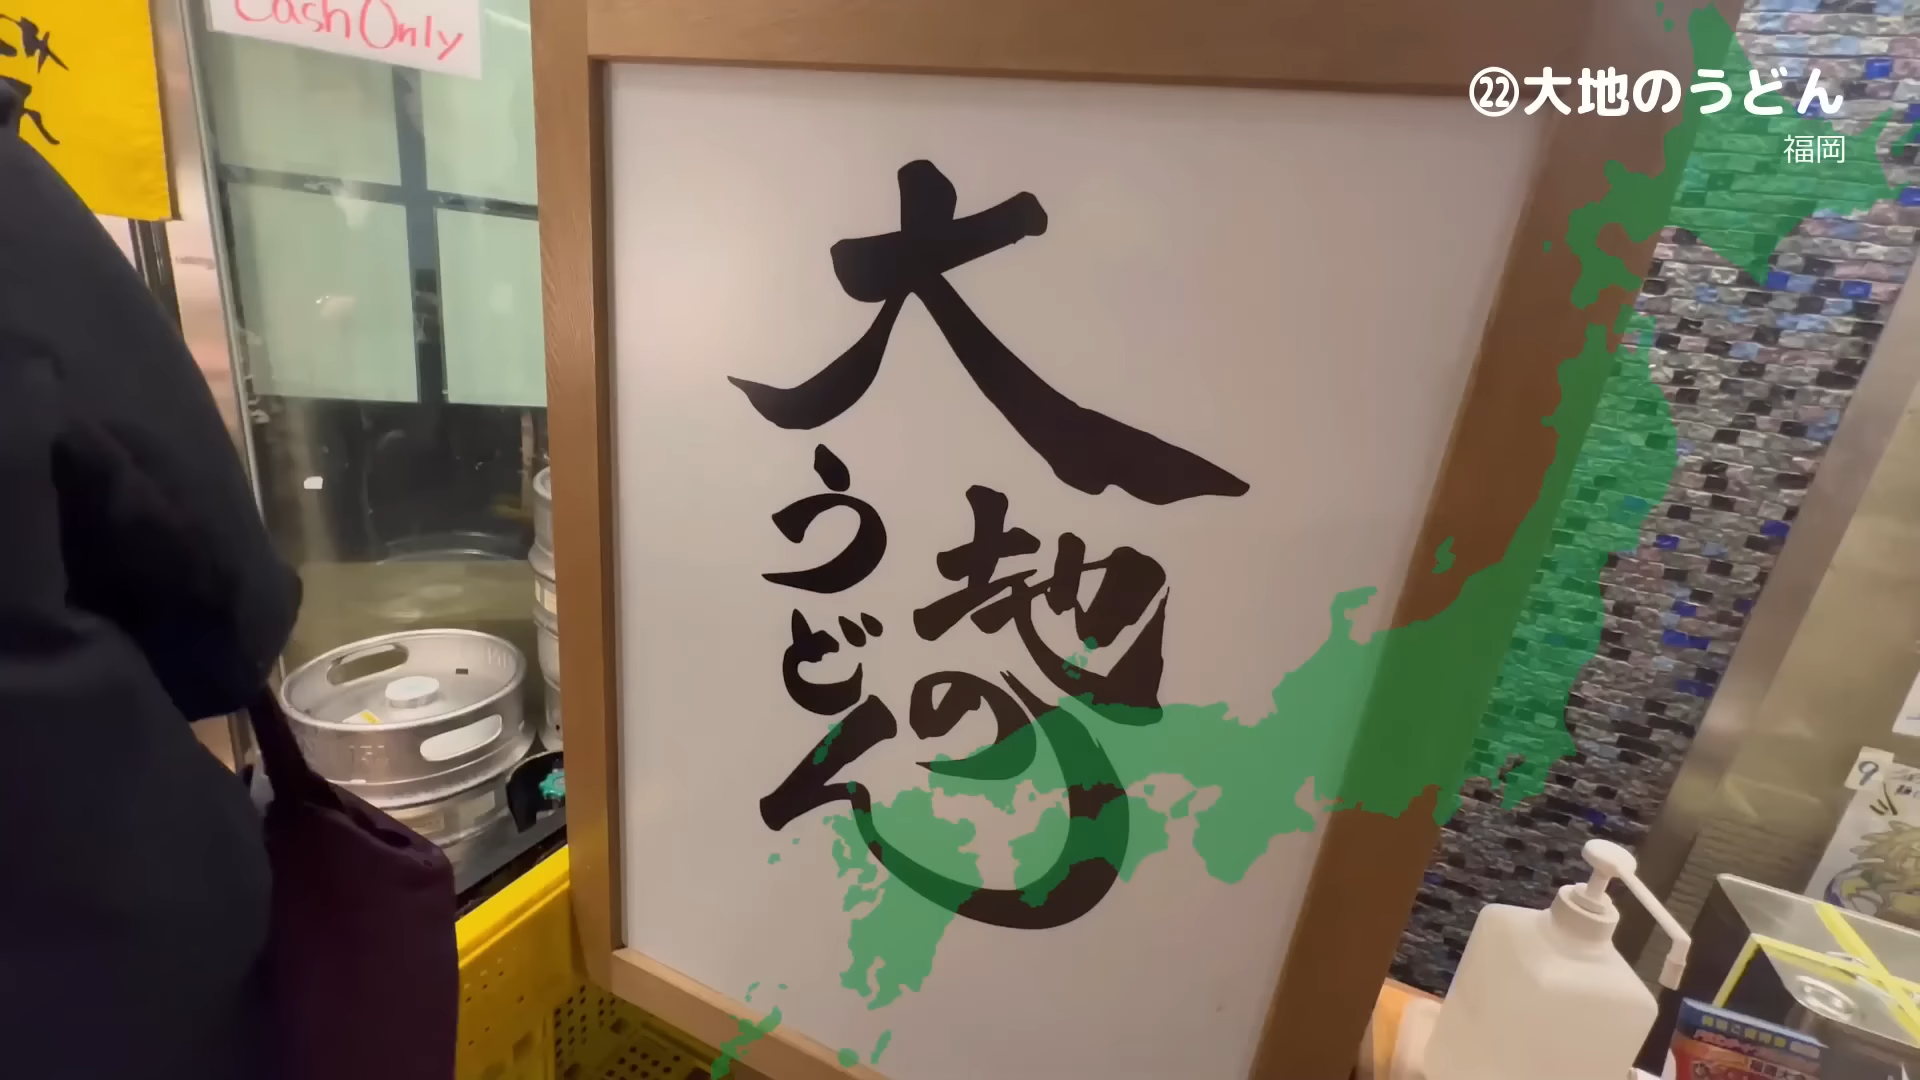 Cash Only
㉒大地のうどん
福岡
大
地の
うどん